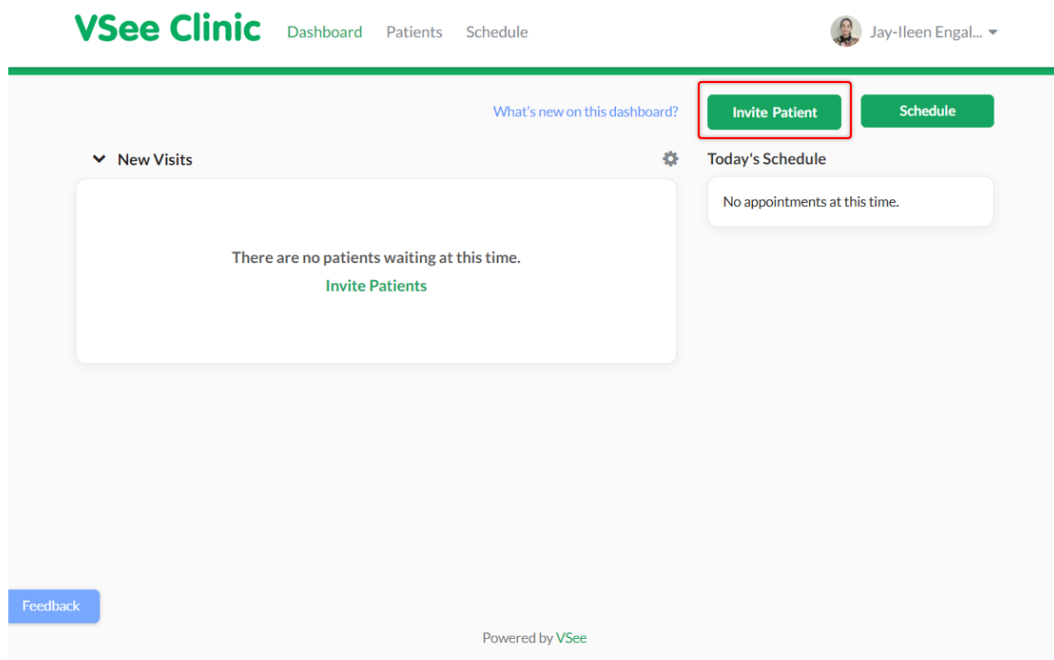 VSee Clinic Dashboard Patients Schedule Jay-Ileen Engal...
What's new on this dashboard? Invite Patient Schedule
New Visits
Today's Schedule
No appointments at this time.
There are no patients waiting at this time.
Invite Patients
Feedback
Powered by VSee